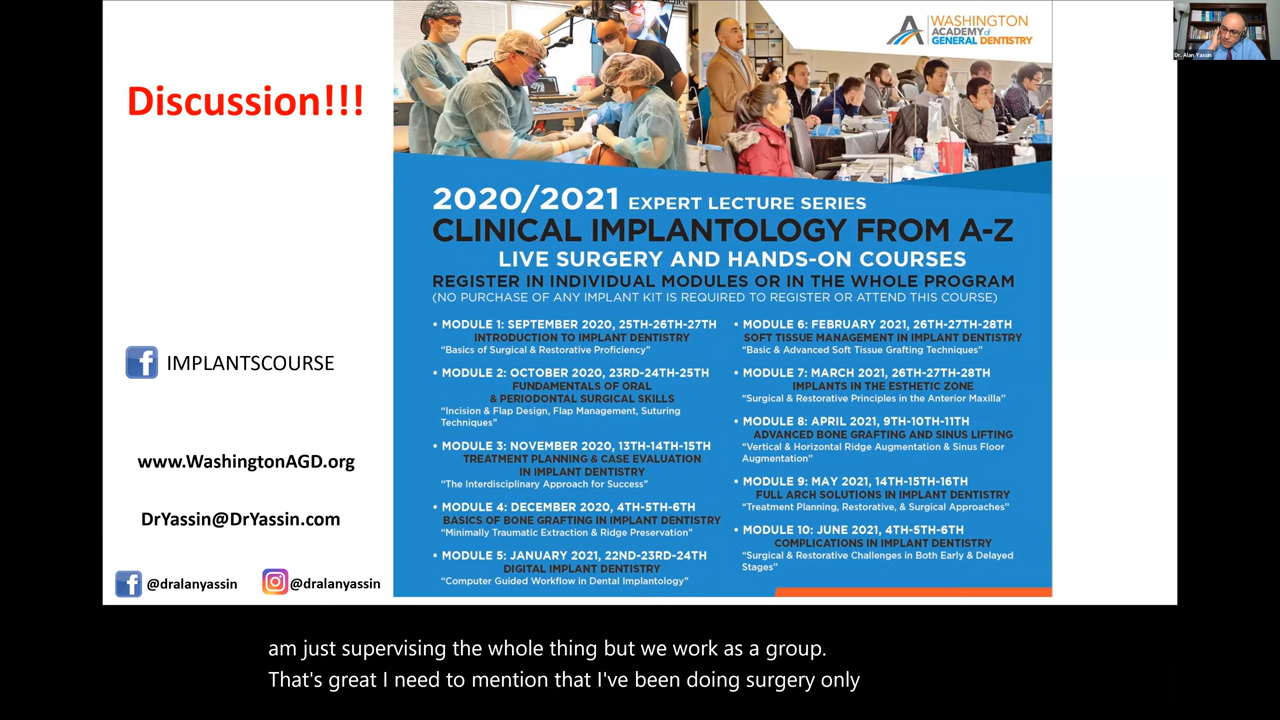 Discussion!!!
IMPLANTSCOURSE
www.WashingtonAGD.org
DrYassin@DrYassin.com
@dralanyassin
@dralanyassin
WASHINGTON
ACADEMY of
GENERAL DENTISTRY
2020/2021 EXPERT LECTURE SERIES
CLINICAL IMPLANTOLOGY FROM A-Z
LIVE SURGERY AND HANDS-ON COURSES
REGISTER IN INDIVIDUAL MODULES OR IN THE WHOLE PROGRAM
(NO PURCHASE OF ANY IMPLANT KIT IS REQUIRED TO REGISTER OR ATTEND THIS COURSE)
• MODULE 1: SEPTEMBER 2020, 25TH-26TH-27TH
INTRODUCTION TO IMPLANT DENTISTRY
"Basics of Surgical & Restorative Proficiency"
• MODULE 2: OCTOBER 2020, 23RD-24TH-25TH
FUNDAMENTALS OF ORAL
& PERIODONTAL SURGICAL SKILLS
"Incision & Flap Design, Flap Management, Suturing
Techniques"
• MODULE 3: NOVEMBER 2020, 13TH-14TH-15TH
TREATMENT PLANNING & CASE EVALUATION
IN IMPLANT DENTISTRY
"The Interdisciplinary Approach for Success"
• MODULE 4: DECEMBER 2020, 4TH-5TH-6TH
BASICS OF BONE GRAFTING IN IMPLANT DENTISTRY
"Minimally Traumatic Extraction & Ridge Preservation"
• MODULE 5: JANUARY 2021, 22ND-23RD-24TH
DIGITAL IMPLANT DENTISTRY
"Computer Guided Workflow in Dental Implantology"
• MODULE 6: FEBRUARY 2021, 26TH-27TH-28TH
SOFT TISSUE MANAGEMENT IN IMPLANT DENTISTRY
"Basic & Advanced Soft Tissue Grafting Techniques"
• MODULE 7: MARCH 2021, 26TH-27TH-28TH
IMPLANTS IN THE ESTHETIC ZONE
"Surgical & Restorative Principles in the Anterior Maxilla"
• MODULE 8: APRIL 2021, 9TH-10TH-11TH
ADVANCED BONE GRAFTING AND SINUS LIFTING
"Vertical & Horizontal Ridge Augmentation & Sinus Floor
Augmentation"
• MODULE 9: MAY 2021, 14TH-15TH-16TH
FULL ARCH SOLUTIONS IN IMPLANT DENTISTRY
"Treatment Planning, Restorative, & Surgical Approaches"
• MODULE 10: JUNE 2021, 4TH-5TH-6TH
COMPLICATIONS IN IMPLANT DENTISTRY
"Surgical & Restorative Challenges in Both Early & Delayed
Stages"
Dr. Alan Yassin
am just supervising the whole thing but we work as a group.
That's great I need to mention that I've been doing surgery only